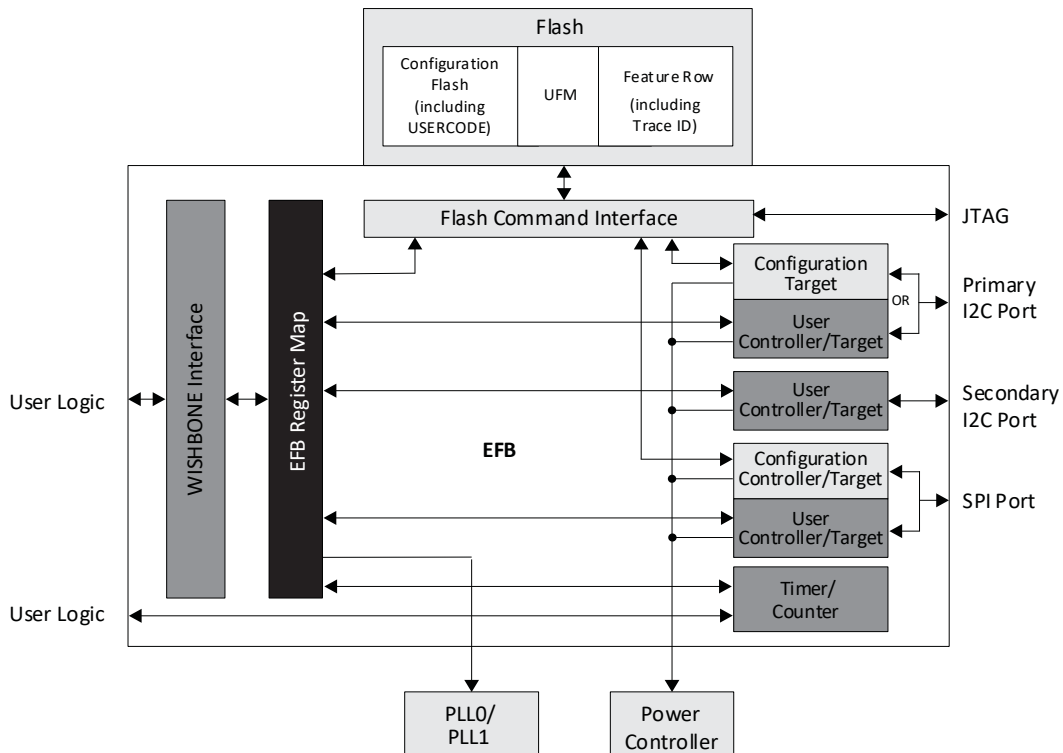 Flash
Configuration
Flash
(including
USERCODE)
UFM
Feature Row
(including
Trace ID)
Flash Command Interface
JTAG
Configuration
Target
OR
Primary
I2C Port
User
Controller/Target
WISHBONE Interface
EFB Register Map
User Logic
User
Controller/Target
Secondary
I2C Port
EFB
Configuration
Controller/Target
SPI Port
User
Controller/Target
Timer/
Counter
User Logic
PLL0/
PLL1
Power
Controller